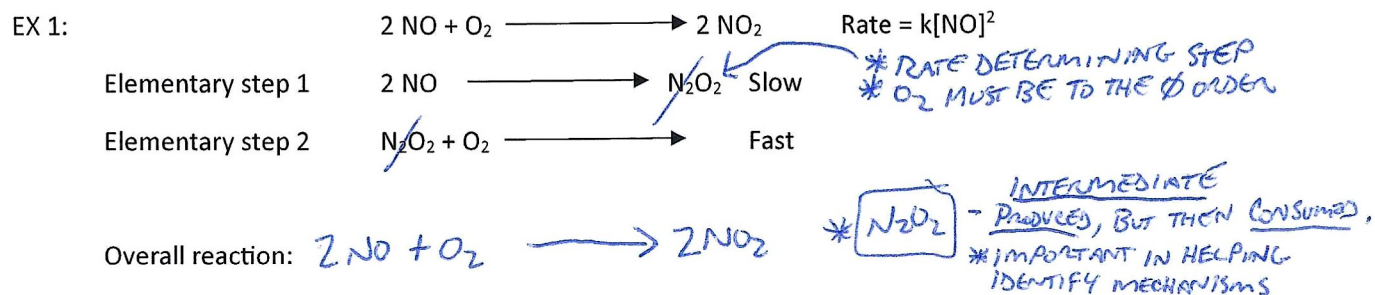 EX 1: 2 NO + O₂ ⟶ 2 NO₂ Rate = k[NO]²
* RATE DETERMINING STEP
Elementary step 1 2 NO ⟶ N₂O₂ Slow
* O₂ MUST BE TO THE Ø ORDER
Elementary step 2 N₂O₂ + O₂ ⟶ Fast
INTERMEDIATE
* N₂O₂ - PRODUCED, BUT THEN CONSUMED,
Overall reaction: 2 NO + O₂ ⟶ 2 NO₂
* IMPORTANT IN HELPING
IDENTIFY MECHANISMS